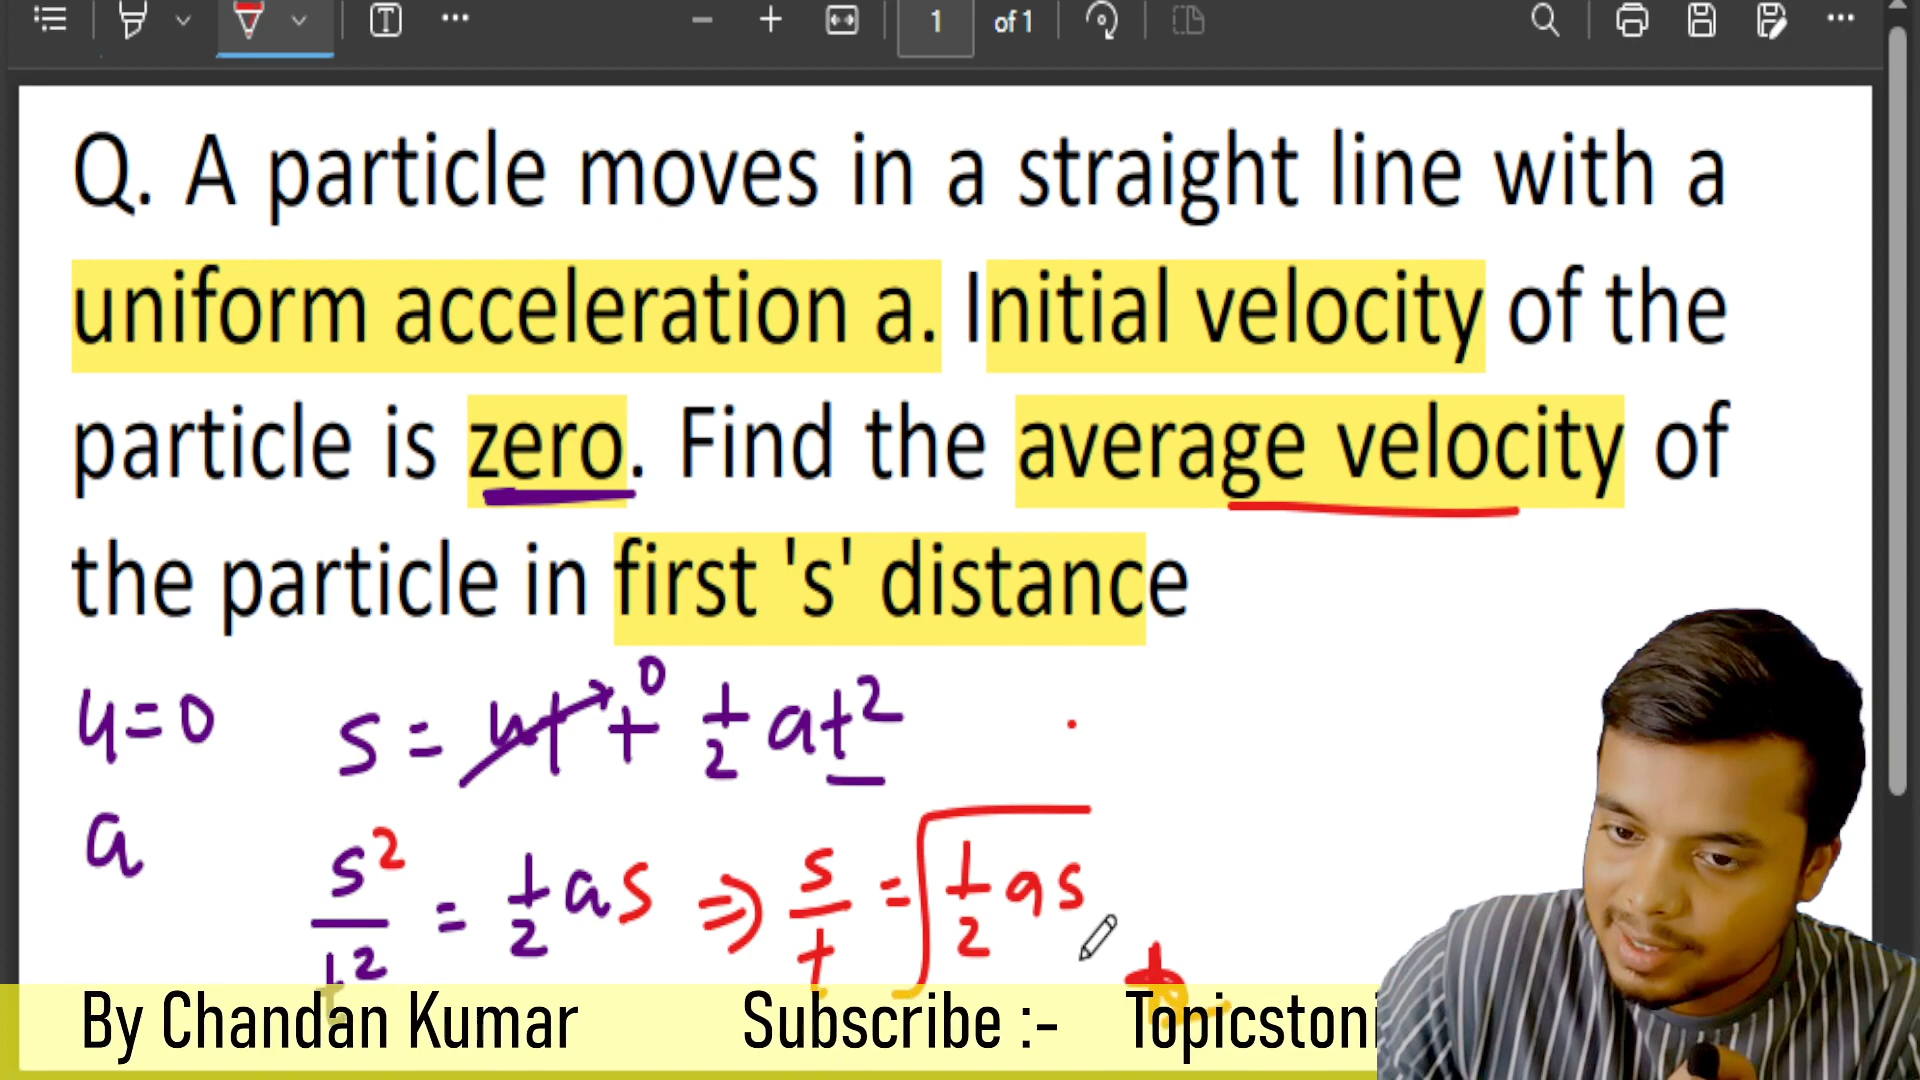 1 of 1
Q. A particle moves in a straight line with a
uniform acceleration a. Initial velocity of the
particle is zero. Find the average velocity of
the particle in first 's' distance
u=0 s = ut + 0 1/2 at²
a
s²/t² = 1/2 as ⇒ s/t = √(1/2 as)
By Chandan Kumar Subscribe :- Topicstoni